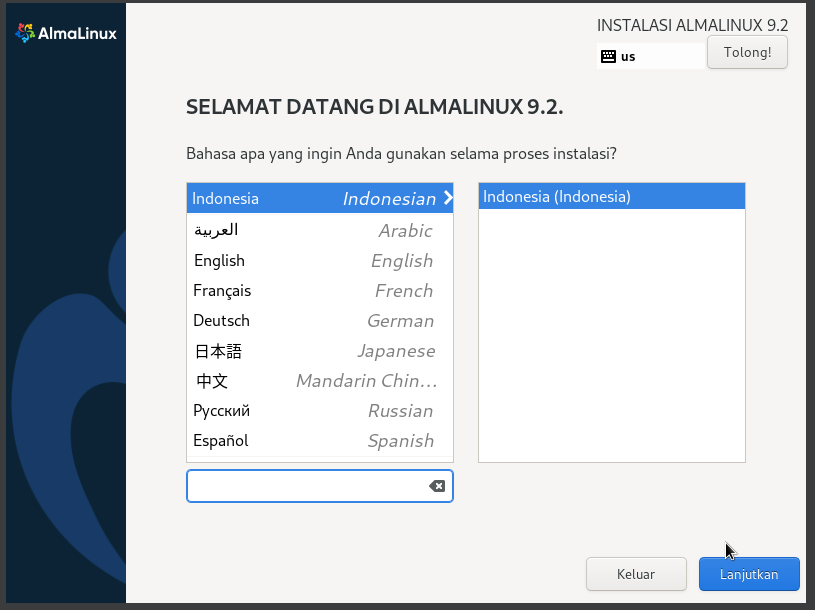 AlmaLinux
INSTALASI ALMALINUX 9.2
us
Tolong!
SELAMAT DATANG DI ALMALINUX 9.2.
Bahasa apa yang ingin Anda gunakan selama proses instalasi?
Indonesia Indonesian
Indonesia (Indonesia)
العربية Arabic
English English
Français French
Deutsch German
日本語 Japanese
中文 Mandarin Chin...
Русский Russian
Español Spanish
Keluar
Lanjutkan